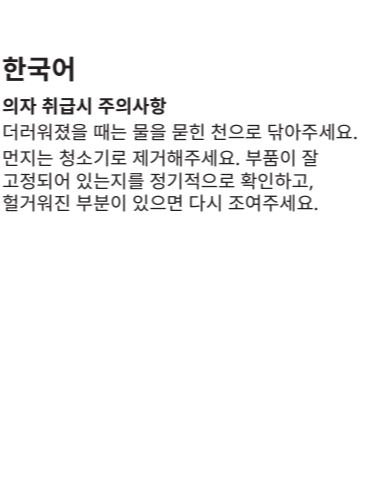 한국어
의자 취급시 주의사항
더러워졌을 때는 물을 묻힌 천으로 닦아주세요.
먼지는 청소기로 제거해주세요. 부품이 잘
고정되어 있는지를 정기적으로 확인하고,
헐거워진 부분이 있으면 다시 조여주세요.